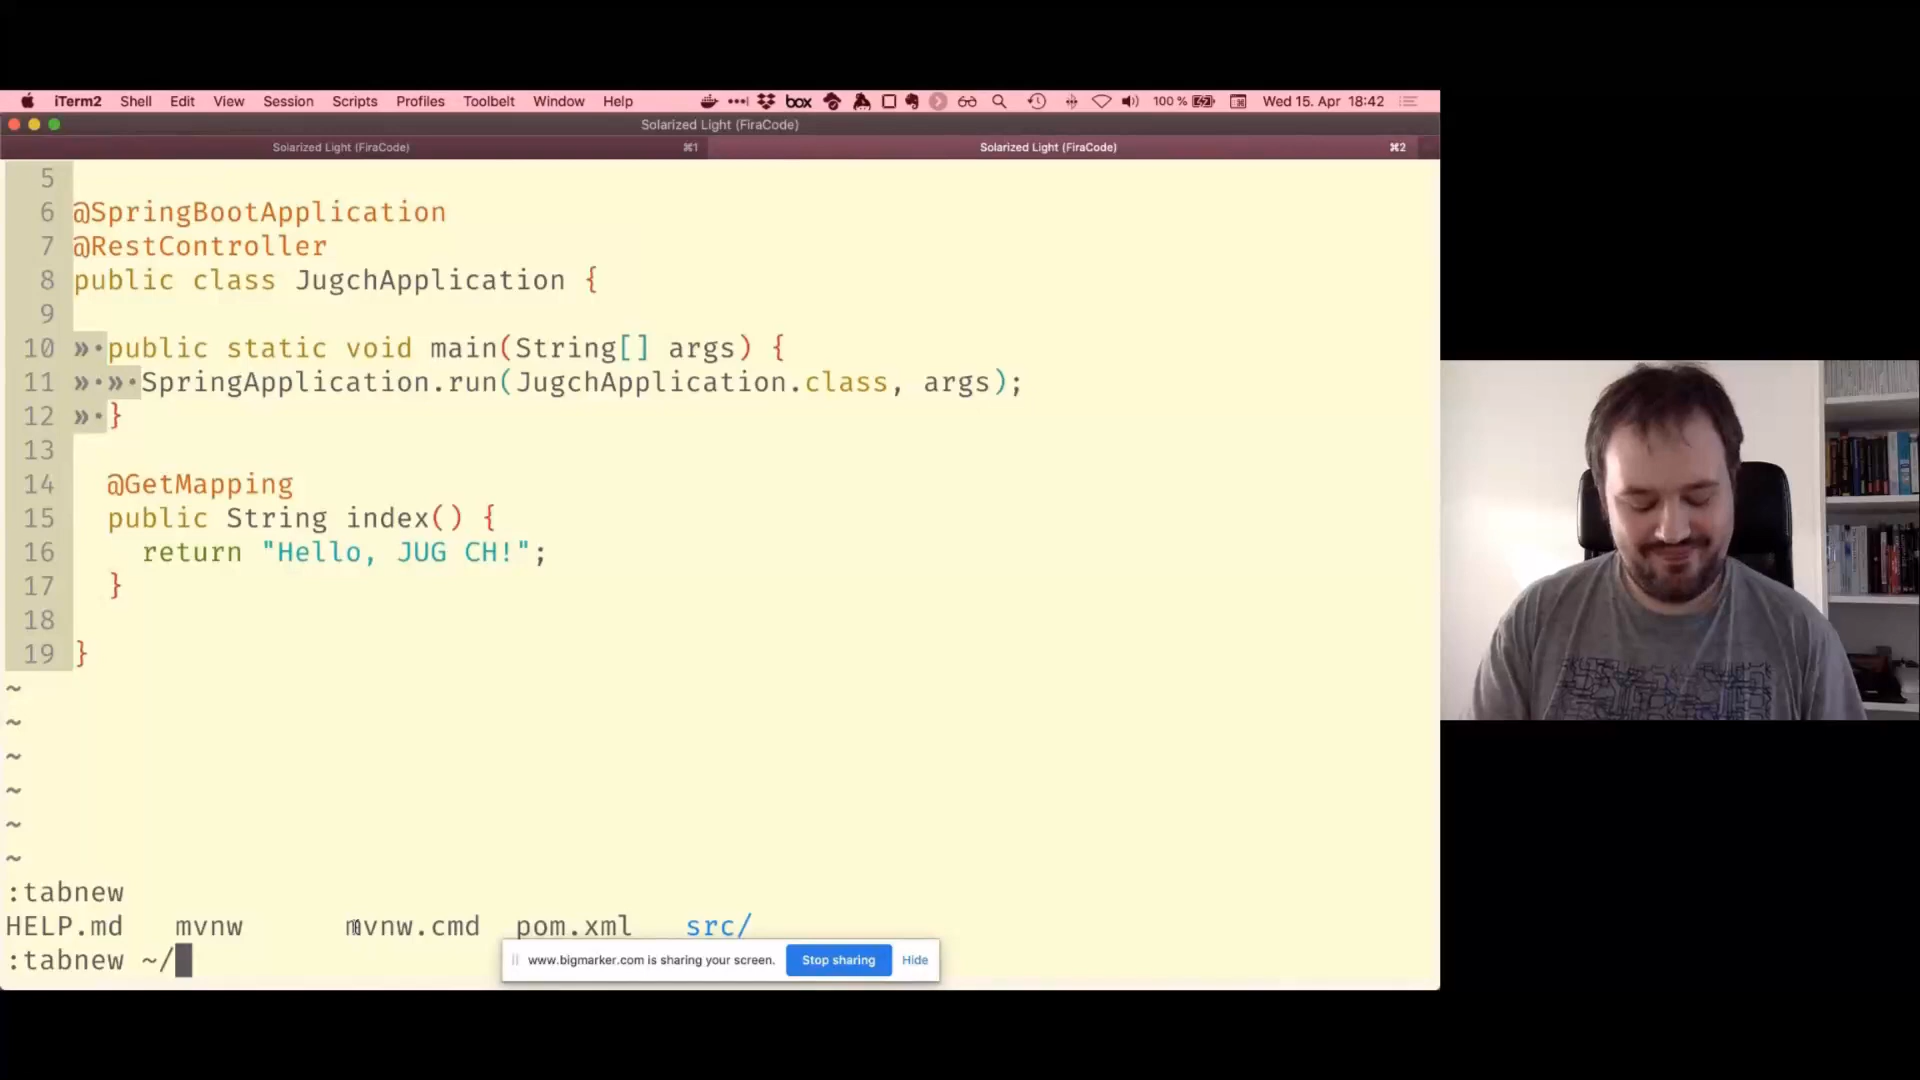 iTerm2 Shell Edit View Session Scripts Profiles Toolbelt Window Help box 100 % Wed 15. Apr 18:42
Solarized Light (FiraCode)
Solarized Light (FiraCode) ⌘1 Solarized Light (FiraCode) ⌘2
5
6 @SpringBootApplication
7 @RestController
8 public class JugchApplication {
9
10 »·public static void main(String[] args) {
11 »·»·SpringApplication.run(JugchApplication.class, args);
12 »·}
13
14 @GetMapping
15 public String index() {
16 return "Hello, JUG CH!";
17 }
18
19 }
~
~
~
~
~
~
:tabnew
HELP.md mvnw mvnw.cmd pom.xml src/
:tabnew ~/
www.bigmarker.com is sharing your screen. Stop sharing Hide